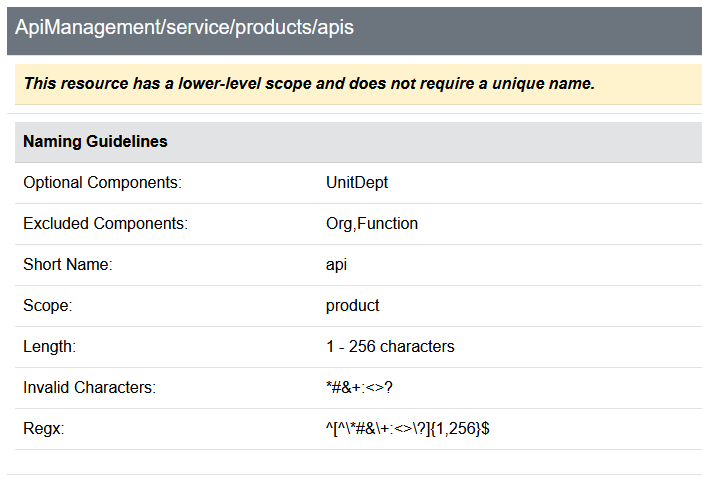 ApiManagement/service/products/apis
This resource has a lower-level scope and does not require a unique name.
Naming Guidelines
Optional Components: UnitDept
Excluded Components: Org,Function
Short Name: api
Scope: product
Length: 1 - 256 characters
Invalid Characters: *#&+:<>?
Regx: ^[^\*#&\+:<>\?]{1,256}$